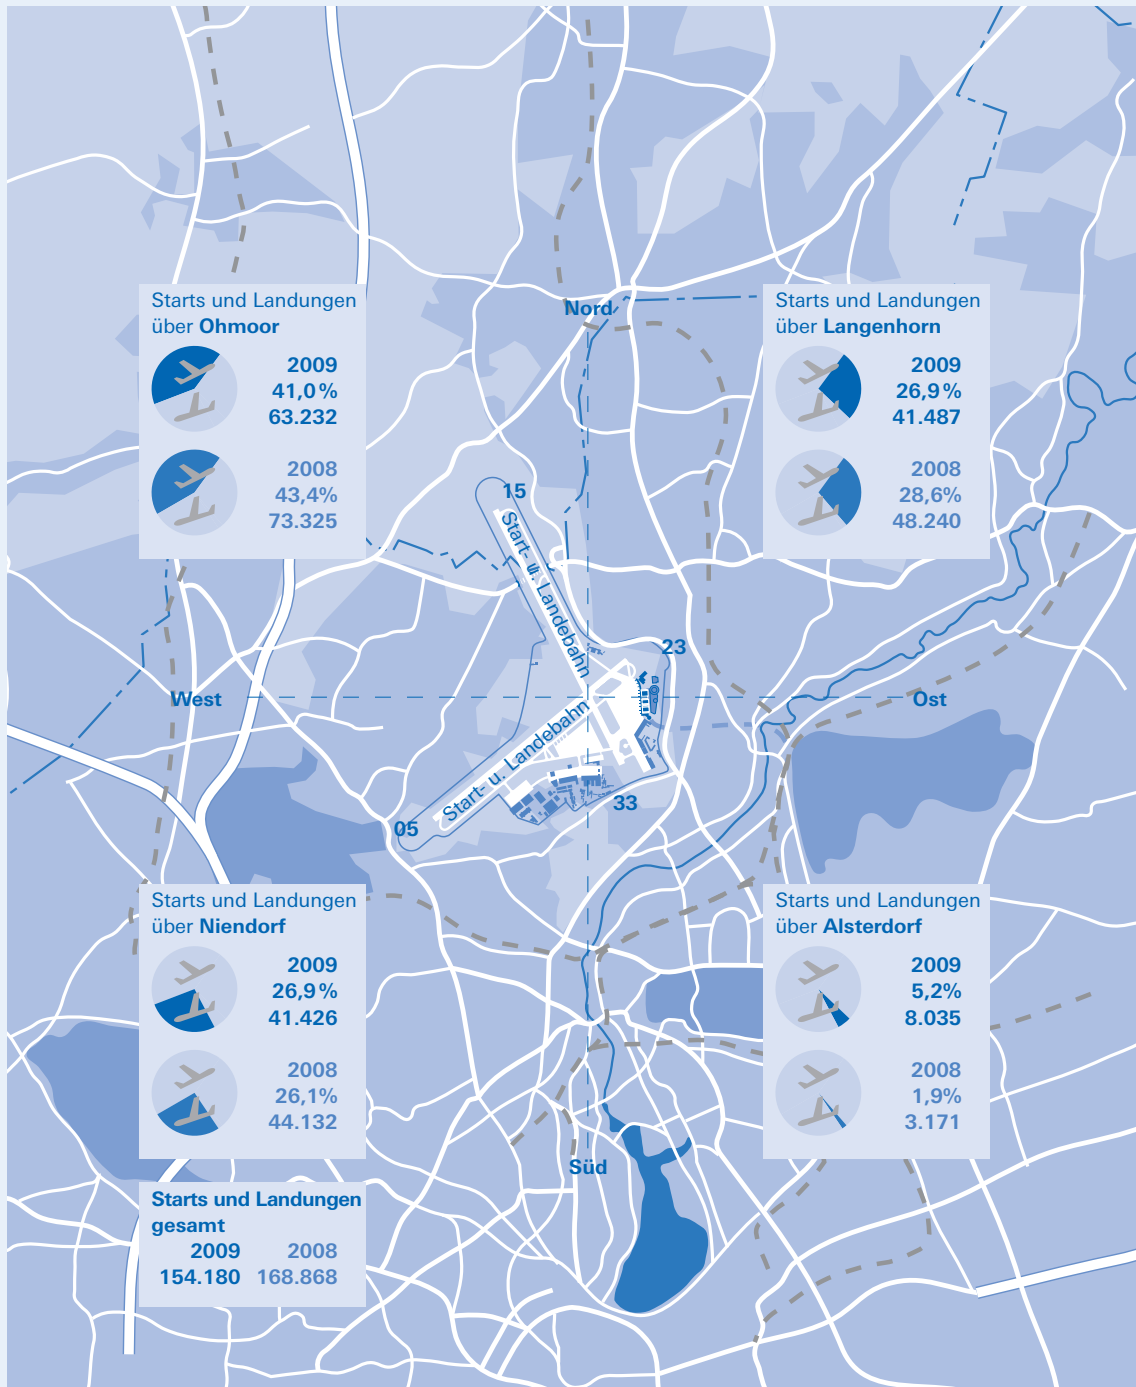 Starts und Landungen
über Ohmoor
2009
41,0 %
63.232
2008
43,4%
73.325
Nord
Starts und Landungen
über Langenhorn
2009
26,9 %
41.487
2008
28,6%
48.240
15
Start- u. Landebahn
23
West
Ost
Start- u. Landebahn
33
05
Starts und Landungen
über Niendorf
2009
26,9 %
41.426
2008
26,1%
44.132
Starts und Landungen
über Alsterdorf
2009
5,2%
8.035
2008
1,9%
3.171
Süd
Starts und Landungen
gesamt
2009 2008
154.180 168.868